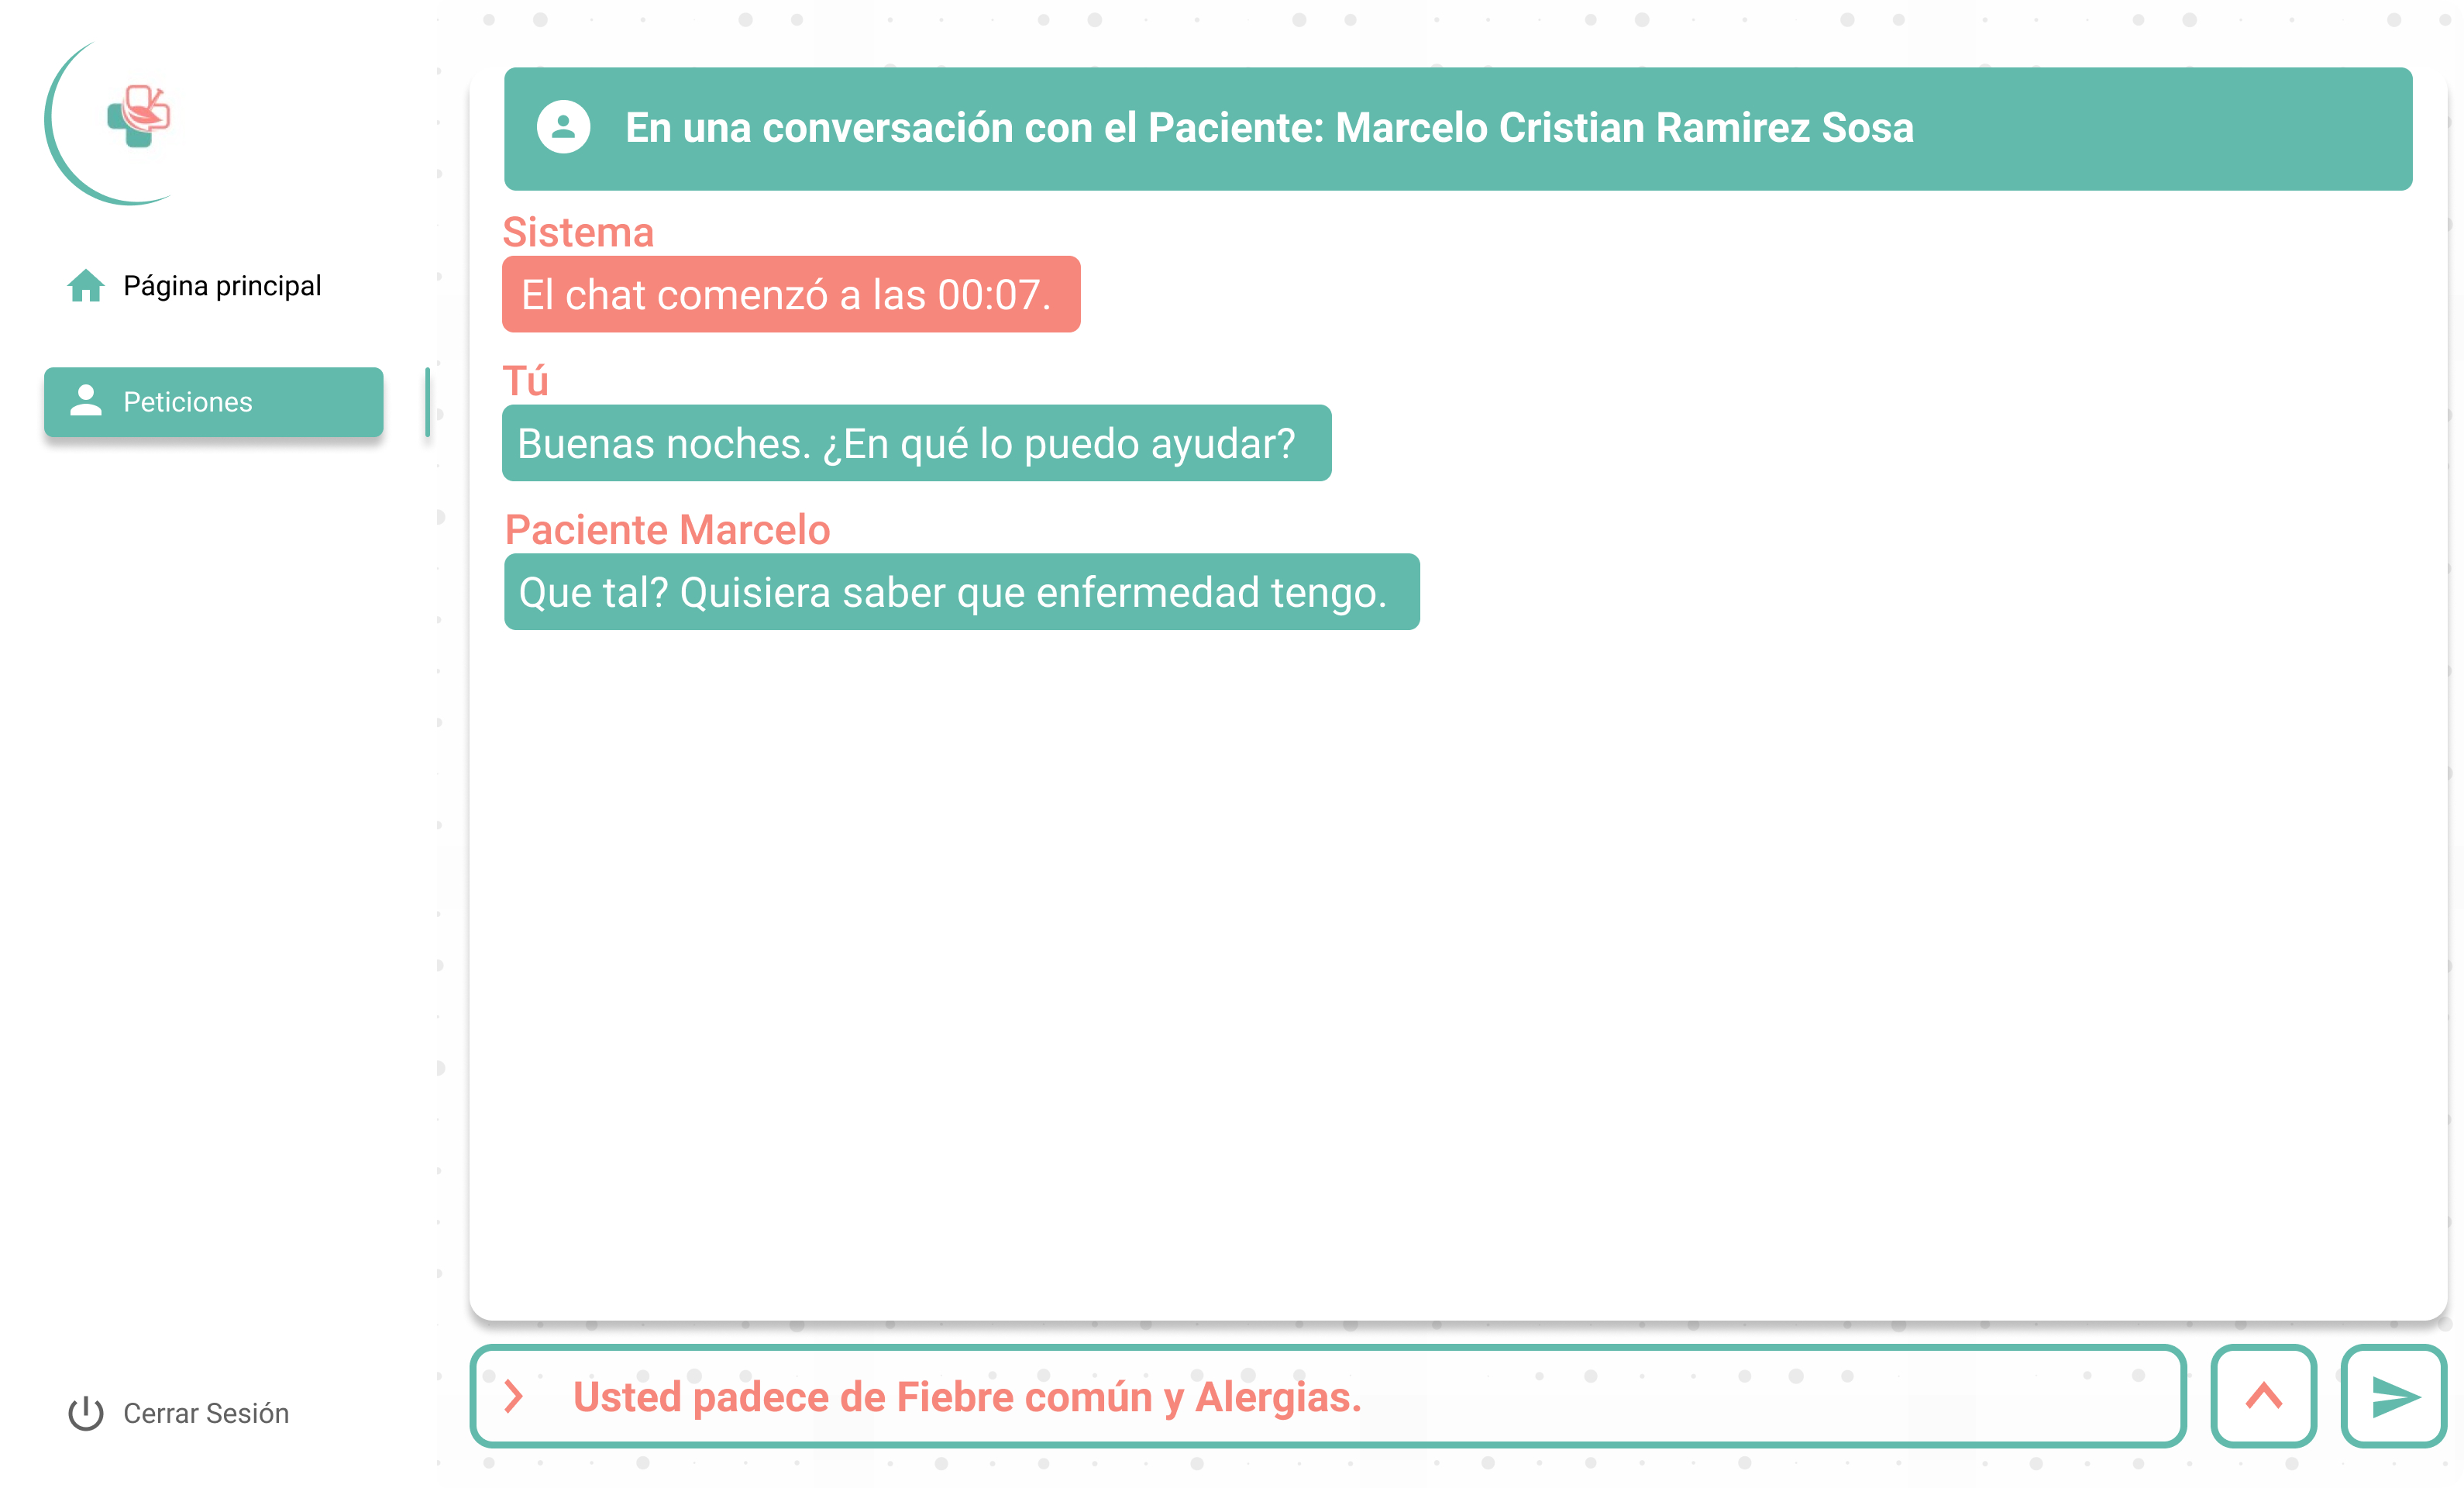 En una conversación con el Paciente: Marcelo Cristian Ramirez Sosa
Sistema
El chat comenzó a las 00:07.
Página principal
Tú
Peticiones
Buenas noches. ¿En qué lo puedo ayudar?
Paciente Marcelo
Que tal? Quisiera saber que enfermedad tengo.
Usted padece de Fiebre común y Alergias.
Cerrar Sesión